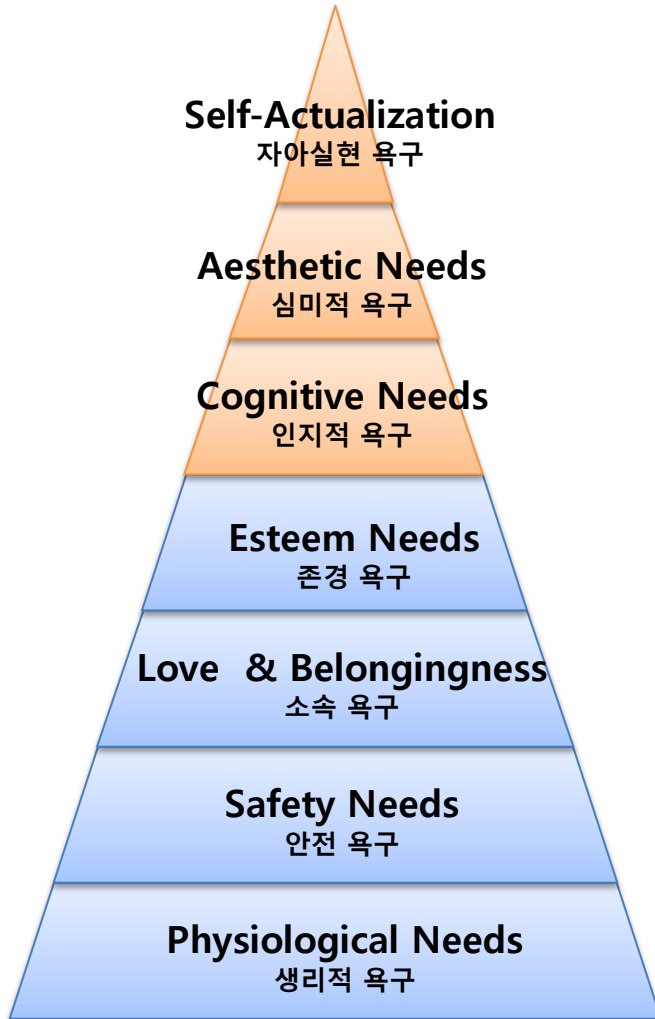 Self-Actualization
자아실현 욕구
Aesthetic Needs
심미적 욕구
Cognitive Needs
인지적 욕구
Esteem Needs
존경 욕구
Love  & Belongingness
소속 욕구
Safety Needs
안전 욕구
Physiological Needs
생리적 욕구